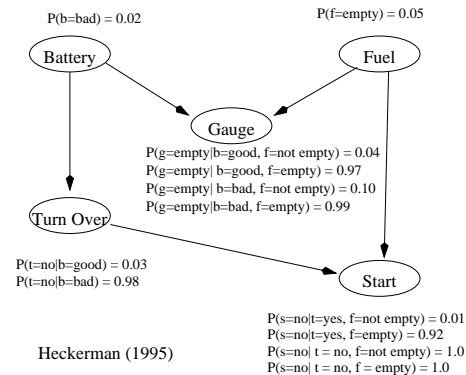 P(b=bad) = 0.02
P(f=empty) = 0.05
Battery
Fuel
Gauge
P(g=empty|b=good, f=not empty) = 0.04
P(g=empty| b=good, f=empty) = 0.97
P(g=empty| b=bad, f=not empty) = 0.10
P(g=empty|b=bad, f=empty) = 0.99
Turn Over
P(t=no|b=good) = 0.03
P(t=no|b=bad) = 0.98
Start
P(s=no|t=yes, f=not empty) = 0.01
P(s=no|t=yes, f=empty) = 0.92
P(s=no| t = no, f=not empty) = 1.0
P(s=no| t = no, f = empty) = 1.0
Heckerman (1995)